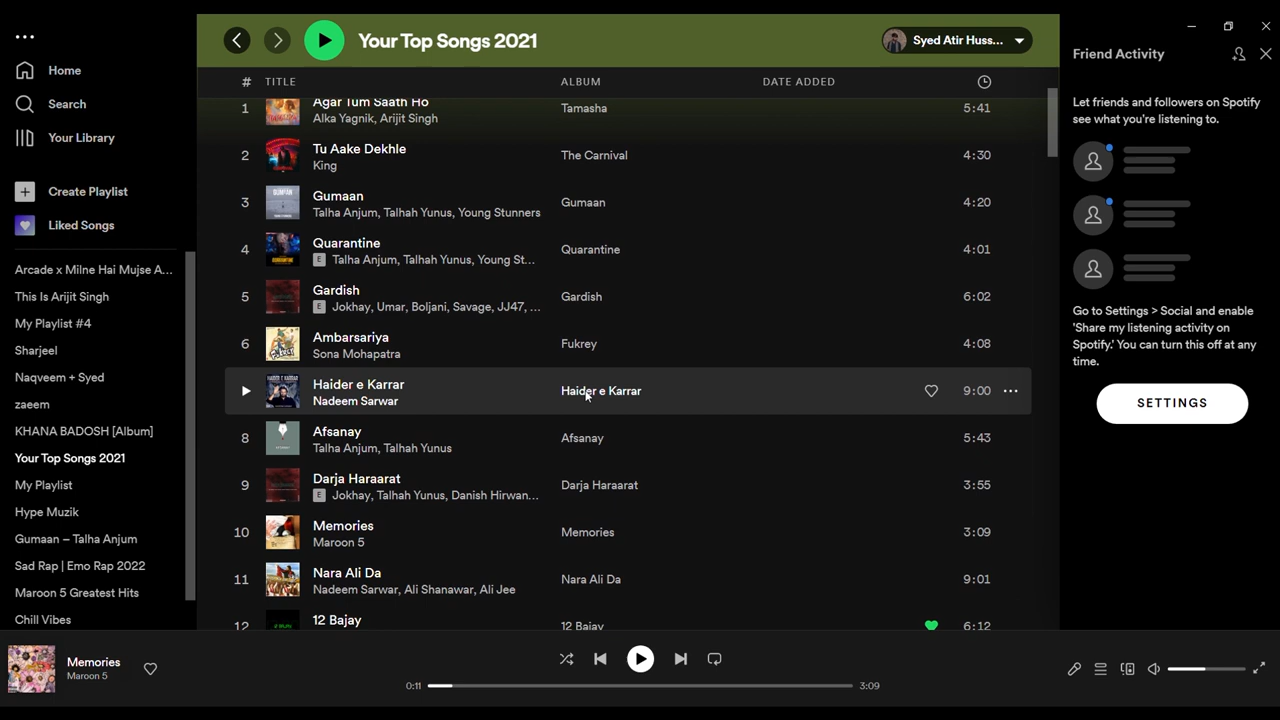 Home
Search
Your Library
Create Playlist
Liked Songs
Arcade x Milne Hai Mujse A...
This Is Arijit Singh
My Playlist #4
Sharjeel
Naqveem + Syed
zaeem
KHANA BADOSH [Album]
Your Top Songs 2021
My Playlist
Hype Muzik
Gumaan – Talha Anjum
Sad Rap | Emo Rap 2022
Maroon 5 Greatest Hits
Chill Vibes
Your Top Songs 2021
Syed Atir Huss...
# TITLE ALBUM DATE ADDED
1 Agar Tum Saath Ho Tamasha 5:41
Alka Yagnik, Arijit Singh
2 Tu Aake Dekhle The Carnival 4:30
King
3 Gumaan Gumaan 4:20
Talha Anjum, Talhah Yunus, Young Stunners
4 Quarantine Quarantine 4:01
E Talha Anjum, Talhah Yunus, Young St...
5 Gardish Gardish 6:02
E Jokhay, Umar, Boljani, Savage, JJ47, ...
6 Ambarsariya Fukrey 4:08
Sona Mohapatra
Haider e Karrar Haider e Karrar 9:00
Nadeem Sarwar
8 Afsanay Afsanay 5:43
Talha Anjum, Talhah Yunus
9 Darja Haraarat Darja Haraarat 3:55
E Jokhay, Talhah Yunus, Danish Hirwan...
10 Memories Memories 3:09
Maroon 5
11 Nara Ali Da Nara Ali Da 9:01
Nadeem Sarwar, Ali Shanawar, Ali Jee
12 12 Bajay 12 Bajay 6:12
Friend Activity
Let friends and followers on Spotify
see what you're listening to.
Go to Settings > Social and enable
'Share my listening activity on
Spotify.' You can turn this off at any
time.
SETTINGS
Memories
Maroon 5
0:11 3:09